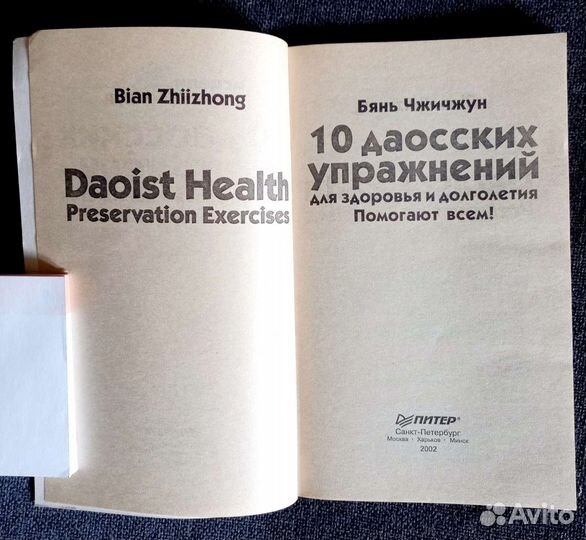 Bian Zhiizhong
Daoist Health
Preservation Exercises
Бянь Чжичжун
10 даосских
упражнений
для здоровья и долголетия
Помогают всем!
ПИТЕР®
Санкт-Петербург
Москва • Харьков • Минск
2002
Avito